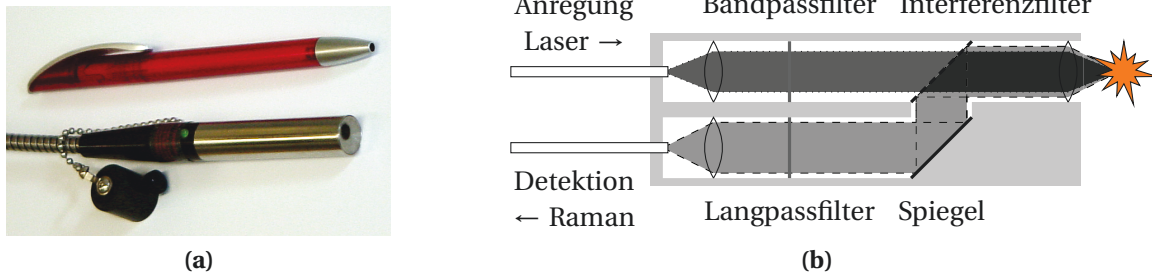 Anregung
Laser →
Bandpassfilter
Interferenzfilter
Detektion
← Raman
Langpassfilter
Spiegel
(a)
(b)